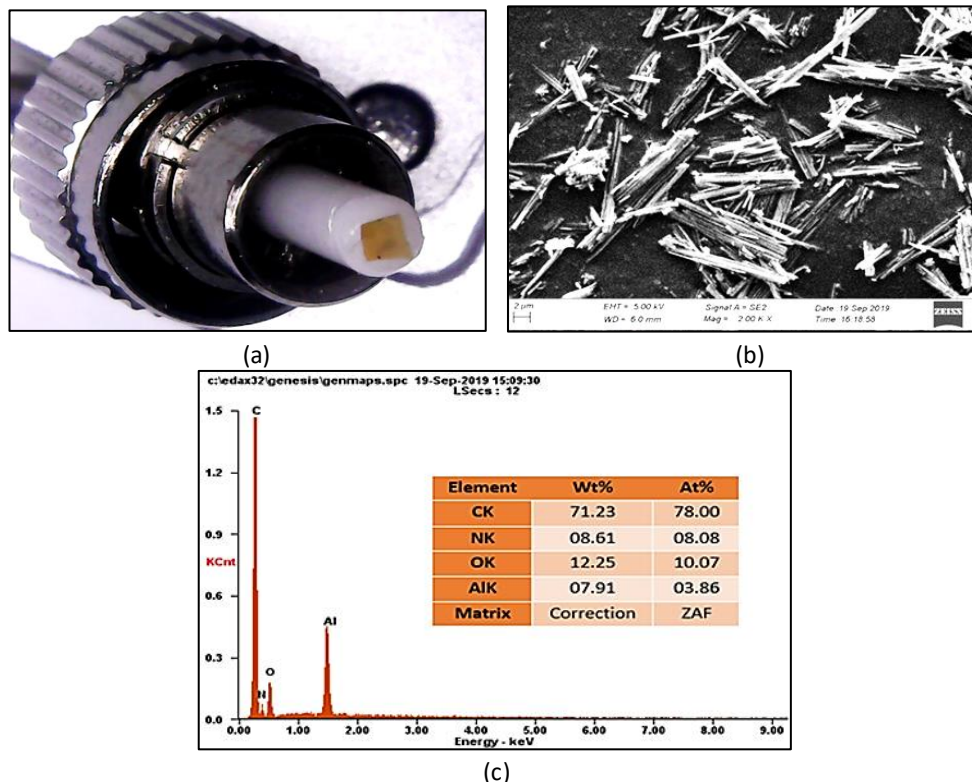 2 µm
EHT = 5.00 kV Signal A = SE2 Date :19 Sep 2019
WD = 6.0 mm Mag = 2.00 K X Time :16:18:58
ZEISS
(a) (b)
c:\edax32\genesis\genmaps.spc 19-Sep-2019 15:09:30
LSecs : 12
C
1.5
1.2
0.9
KCnt
0.6
0.3
0.0
N
O
Al
Element Wt% At%
CK 71.23 78.00
NK 08.61 08.08
OK 12.25 10.07
AlK 07.91 03.86
Matrix Correction ZAF
0.00 1.00 2.00 3.00 4.00 5.00 6.00 7.00 8.00 9.00
Energy - keV
(c)